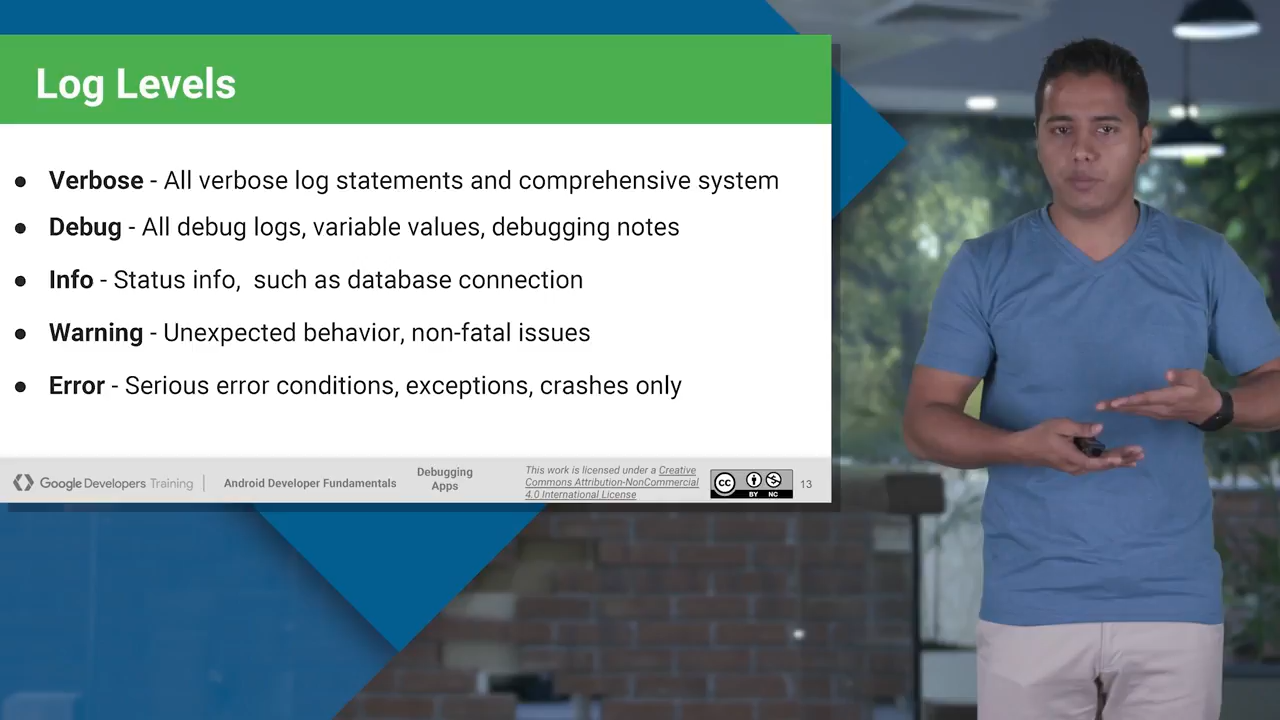 Log Levels
● Verbose - All verbose log statements and comprehensive system
● Debug - All debug logs, variable values, debugging notes
● Info - Status info,  such as database connection
● Warning - Unexpected behavior, non-fatal issues
● Error - Serious error conditions, exceptions, crashes only
Google Developers Training
Android Developer Fundamentals
Debugging
Apps
This work is licensed under a Creative
Commons Attribution-NonCommercial
4.0 International License
CC
BY NC
13